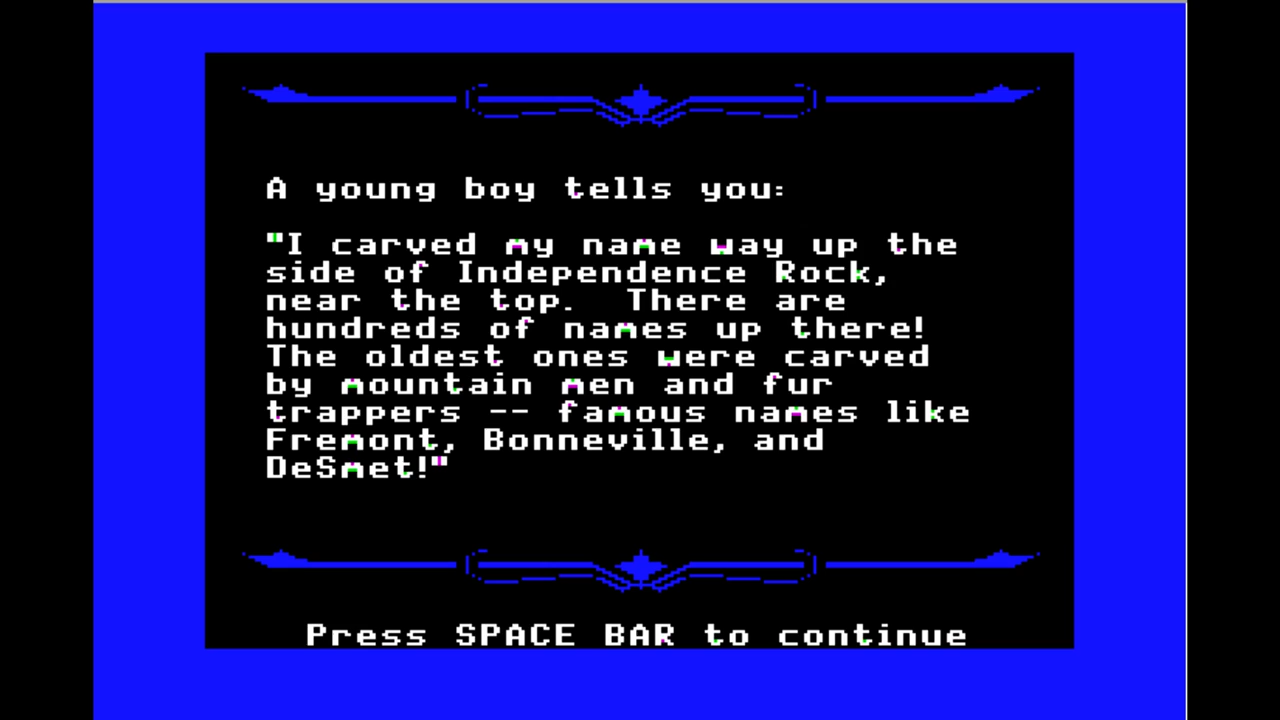 A young boy tells you:
"I carved my name way up the
side of Independence Rock,
near the top.  There are
hundreds of names up there!
The oldest ones were carved
by mountain men and fur
trappers -- famous names like
Fremont, Bonneville, and
DeSmet!"
Press SPACE BAR to continue